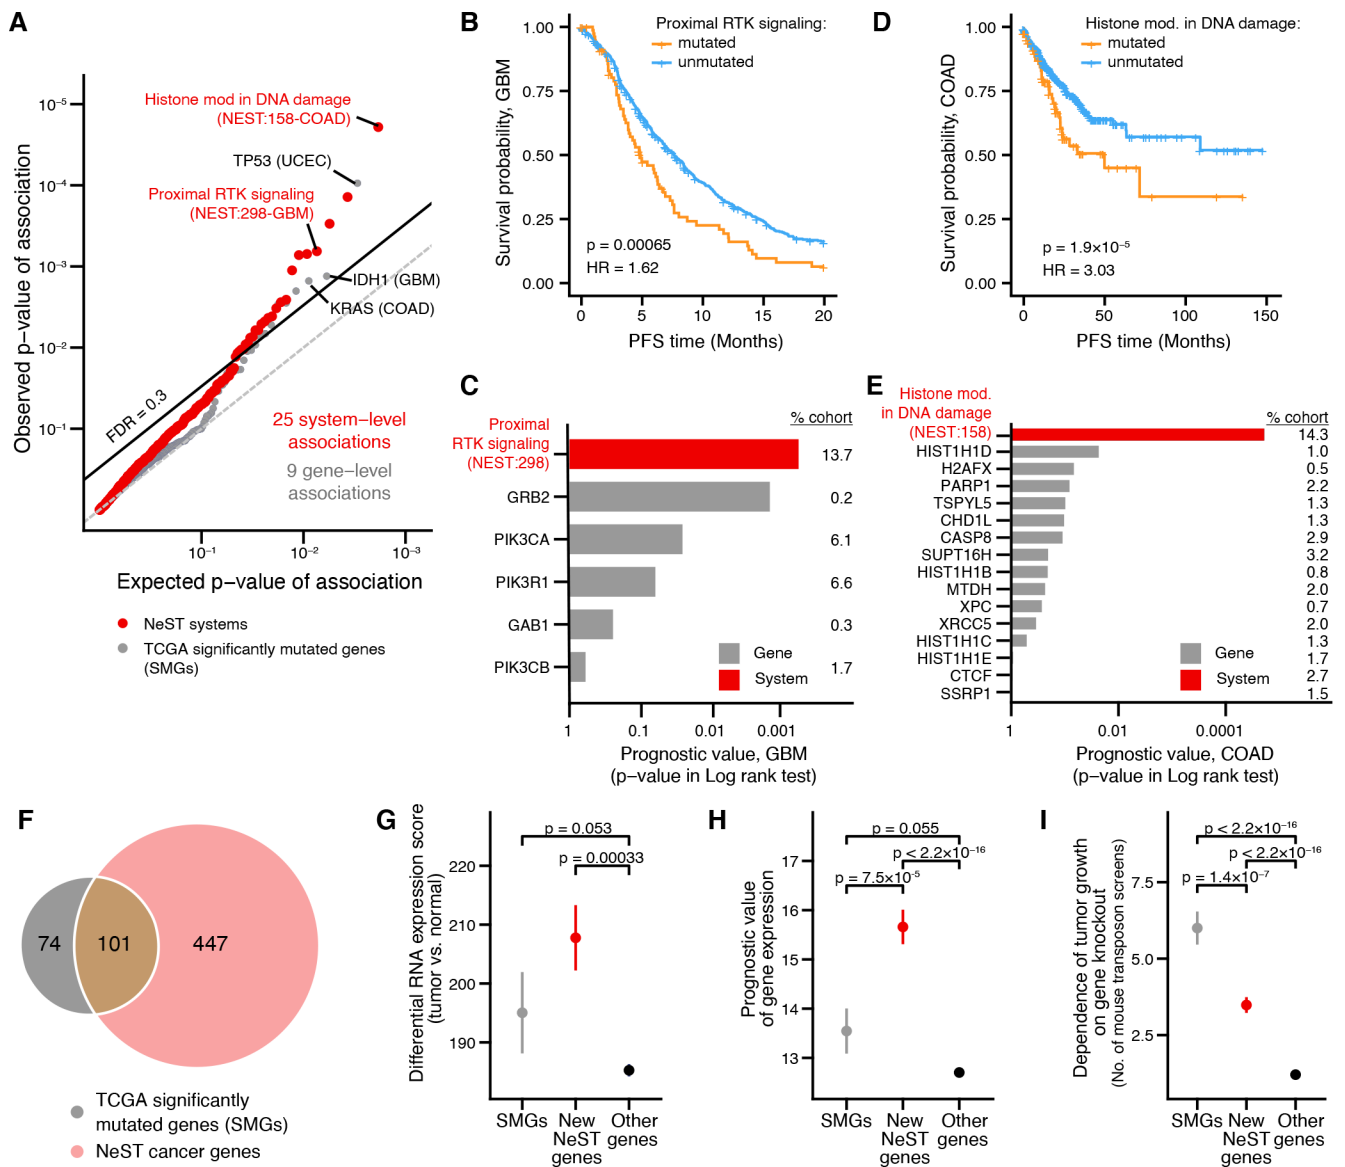 A
Observed p-value of association
10⁻⁵
10⁻⁴
10⁻³
10⁻²
10⁻¹
Histone mod in DNA damage
(NEST:158-COAD)
TP53 (UCEC)
Proximal RTK signaling
(NEST:298-GBM)
IDH1 (GBM)
KRAS (COAD)
FDR = 0.3
25 system-level
associations
9 gene-level
associations
10⁻¹
10⁻²
10⁻³
Expected p-value of association
NeST systems
TCGA significantly mutated genes
(SMGs)
B
Survival probability, GBM
1.00
0.75
0.50
0.25
0.00
Proximal RTK signaling:
mutated
unmutated
p = 0.00065
HR = 1.62
0
5
10
15
20
PFS time (Months)
D
Survival probability, COAD
1.00
0.75
0.50
0.25
0.00
Histone mod. in DNA damage:
mutated
unmutated
p = 1.9×10⁻⁵
HR = 3.03
0
50
100
150
PFS time (Months)
C
% cohort
Proximal
RTK signaling
(NEST:298)
13.7
GRB2
0.2
PIK3CA
6.1
PIK3R1
6.6
GAB1
0.3
PIK3CB
1.7
Gene
System
1
0.1
0.01
0.001
Prognostic value, GBM
(p-value in Log rank test)
E
% cohort
Histone mod.
in DNA damage
(NEST:158)
14.3
HIST1H1D
1.0
H2AFX
0.5
PARP1
2.2
TSPYL5
1.3
CHD1L
1.3
CASP8
2.9
SUPT16H
3.2
HIST1H1B
0.8
MTDH
2.0
XPC
0.7
XRCC5
2.0
HIST1H1C
1.3
HIST1H1E
1.7
CTCF
2.7
SSRP1
1.5
Gene
System
1
0.01
0.0001
Prognostic value, COAD
(p-value in Log rank test)
F
74
101
447
TCGA significantly
mutated genes (SMGs)
NeST cancer genes
G
Differential RNA expression score
(tumor vs. normal)
220
210
200
190
p = 0.053
p = 0.00033
SMGs
New
NeST
genes
Other
genes
H
Prognostic value
of gene expression
17
16
15
14
13
p = 0.055
p < 2.2×10⁻¹⁶
p = 7.5×10⁻⁵
SMGs
New
NeST
genes
Other
genes
I
Dependence of tumor growth
on gene knockout
(No. of mouse transposon screens)
7.5
5.0
2.5
p < 2.2×10⁻¹⁶
p < 2.2×10⁻¹⁶
p = 1.4×10⁻⁷
SMGs
New
NeST
genes
Other
genes